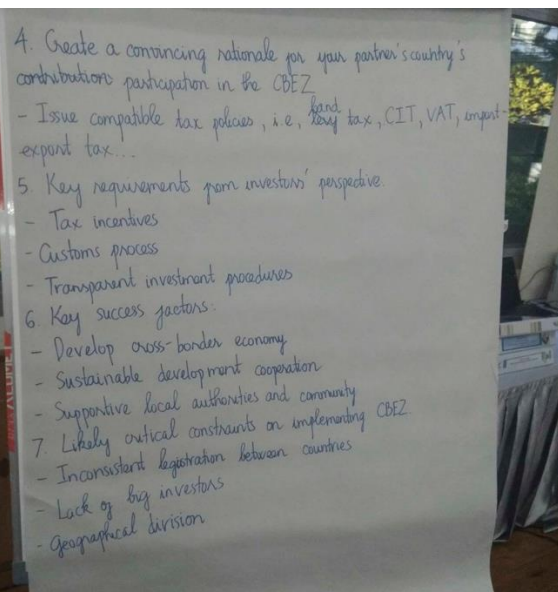 4. Create a convincing rationale for your partner's country's
contribution participation in the CBEZ
- Issue compatible tax policies, i.e, land tax, CIT, VAT, import-
export tax...
5. Key requirements from investors' perspective.
- Tax incentives
- Customs process
- Transparent investment procedures
6. Key success factors:
- Develop cross-border economy
- Sustainable development cooperation
- Supportive local authorities and community
7 Likely critical constraints on implementing CBEZ
- Inconsistent legistration between countries
- Lack of big investors
- Geographical division